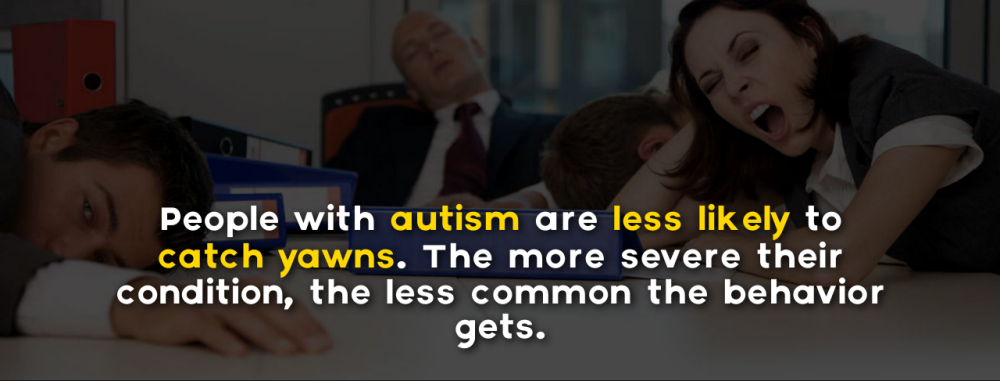 People with autism are less likely to
catch yawns. The more severe their
condition, the less common the behavior
gets.